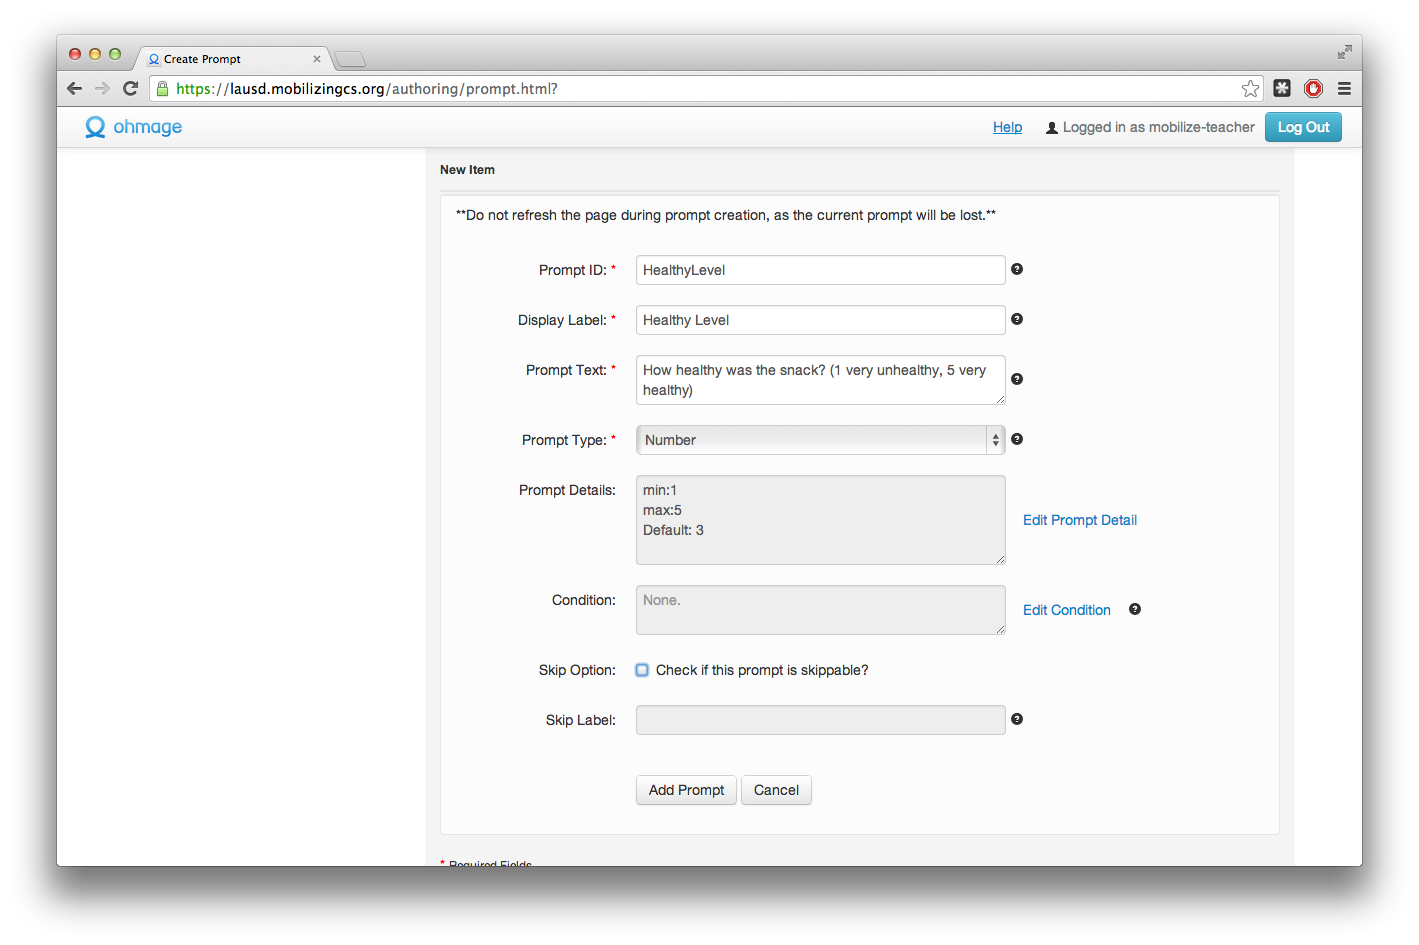 Create Prompt
https://lausd.mobilizingcs.org/authoring/prompt.html?
ohmage
Help
Logged in as mobilize-teacher
Log Out
New Item
**Do not refresh the page during prompt creation, as the current prompt will be lost.**
Prompt ID: *
HealthyLevel
Display Label: *
Healthy Level
Prompt Text: *
How healthy was the snack? (1 very unhealthy, 5 very
healthy)
Prompt Type: *
Number
Prompt Details:
min:1
max:5
Default: 3
Edit Prompt Detail
Condition:
None.
Edit Condition
Skip Option:
Check if this prompt is skippable?
Skip Label:
Add Prompt
Cancel
* Required Fields